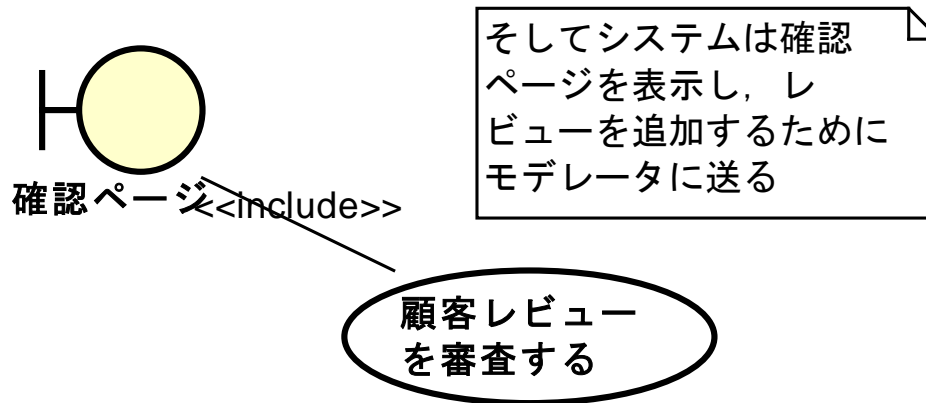 そしてシステムは確認
ページを表示し，レ
ビューを追加するために
モデレータに送る
確認ページ
<<include>>
顧客レビュー
を審査する